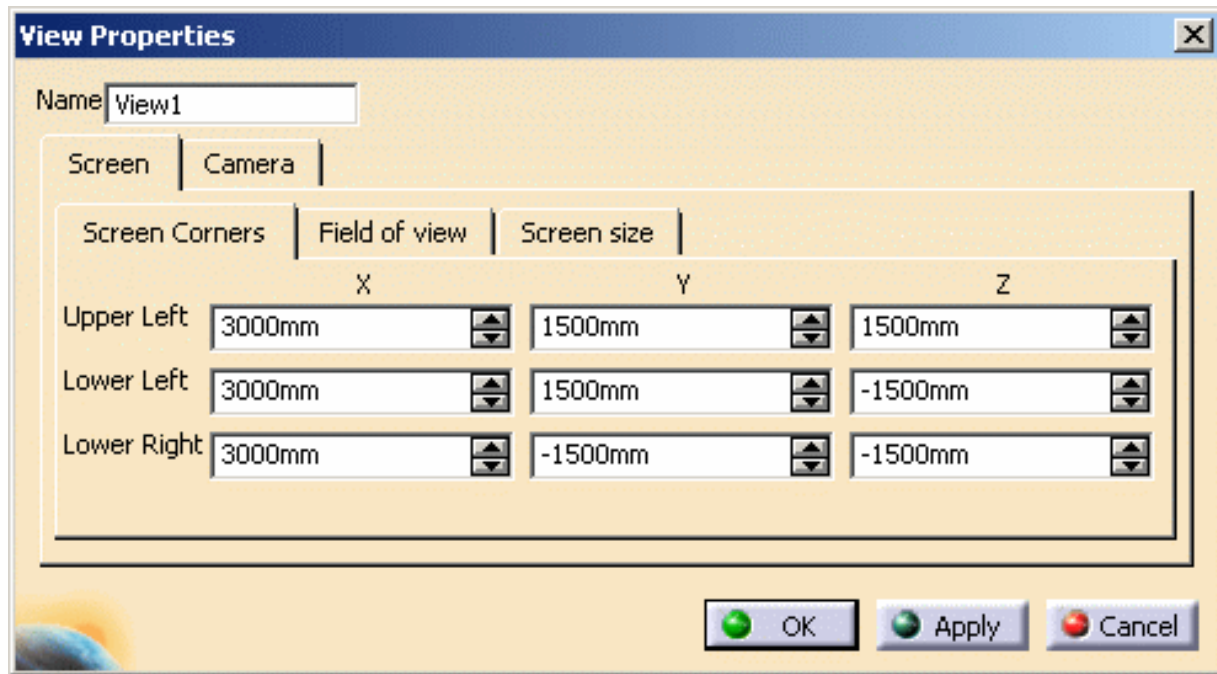 View Properties
Name View1
Screen Camera
Screen Corners Field of view Screen size
X Y Z
Upper Left 3000mm 1500mm 1500mm
Lower Left 3000mm 1500mm -1500mm
Lower Right 3000mm -1500mm -1500mm
OK Apply Cancel